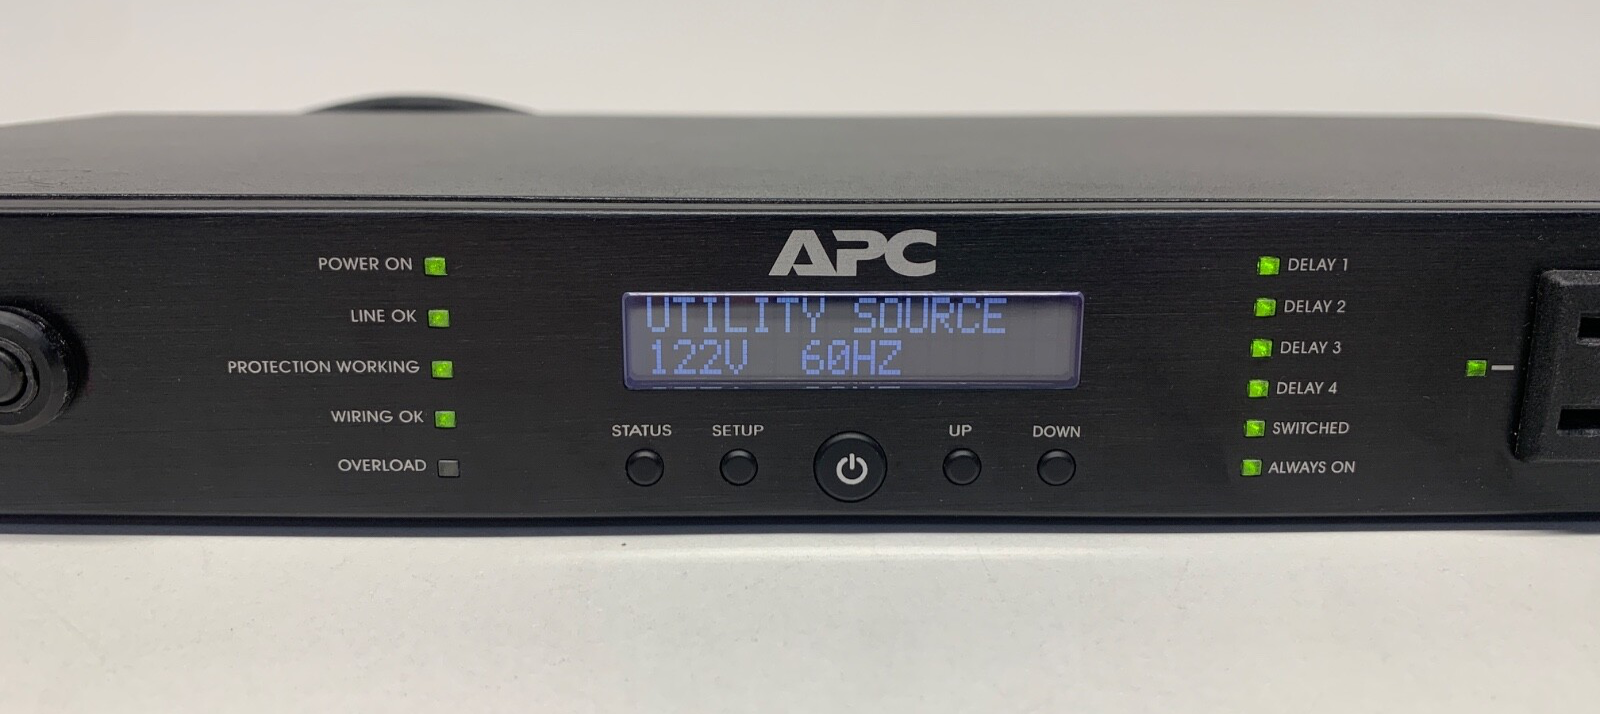 APC
POWER ON
LINE OK
PROTECTION WORKING
WIRING OK
OVERLOAD
UTILITY SOURCE
122V 60HZ
STATUS
SETUP
UP
DOWN
DELAY 1
DELAY 2
DELAY 3
DELAY 4
SWITCHED
ALWAYS ON